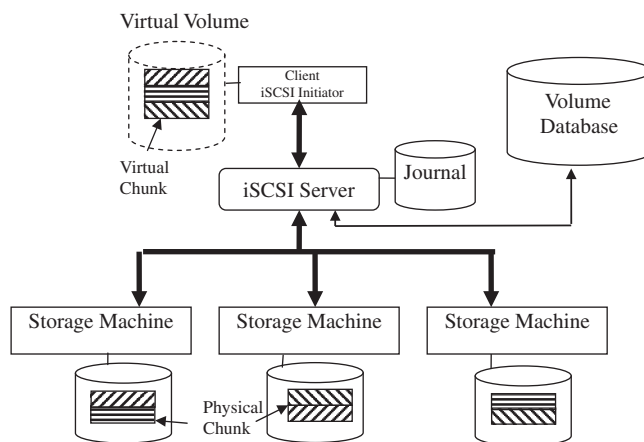 Virtual Volume
Client
iSCSI Initiator
Volume
Database
Virtual
Chunk
Journal
iSCSI Server
Storage Machine
Storage Machine
Storage Machine
Physical
Chunk